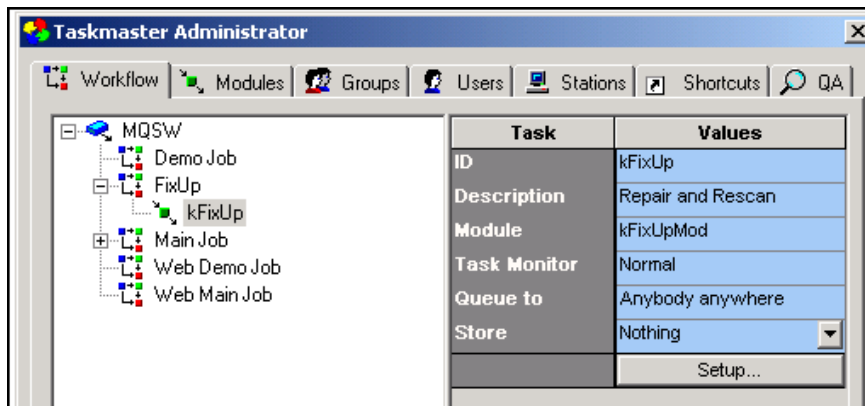 Taskmaster Administrator
Workflow Modules Groups Users Stations Shortcuts QA
MQSW
Demo Job
FixUp
kFixUp
Main Job
Web Demo Job
Web Main Job
Task Values
ID kFixUp
Description Repair and Rescan
Module kFixUpMod
Task Monitor Normal
Queue to Anybody anywhere
Store Nothing
Setup...